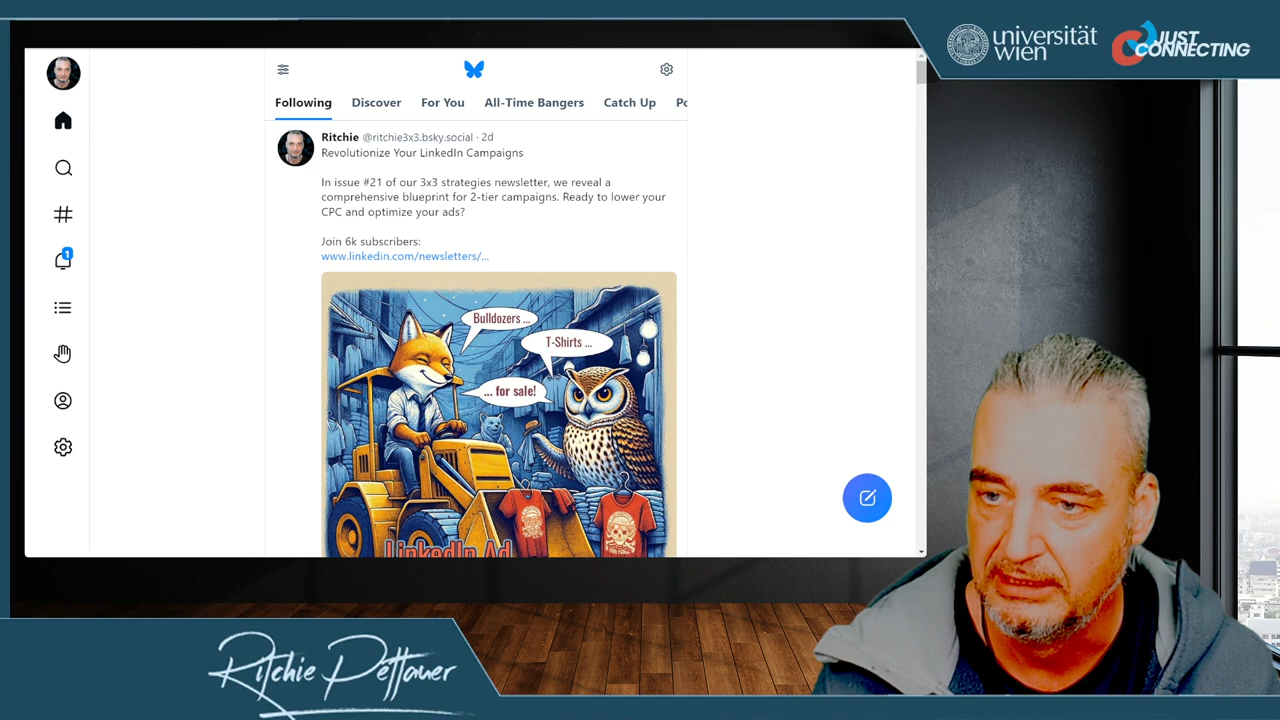 universität
wien
JUST
CONNECTING
Following Discover For You All-Time Bangers Catch Up Po
Ritchie @ritchie3x3.bsky.social · 2d
Revolutionize Your LinkedIn Campaigns
In issue #21 of our 3x3 strategies newsletter, we reveal a
comprehensive blueprint for 2-tier campaigns. Ready to lower your
CPC and optimize your ads?
Join 6k subscribers:
www.linkedin.com/newsletters/...
1
Bulldozers ...
T-Shirts ...
... for sale!
LinkedIn Ad
Ritchie Pettauer